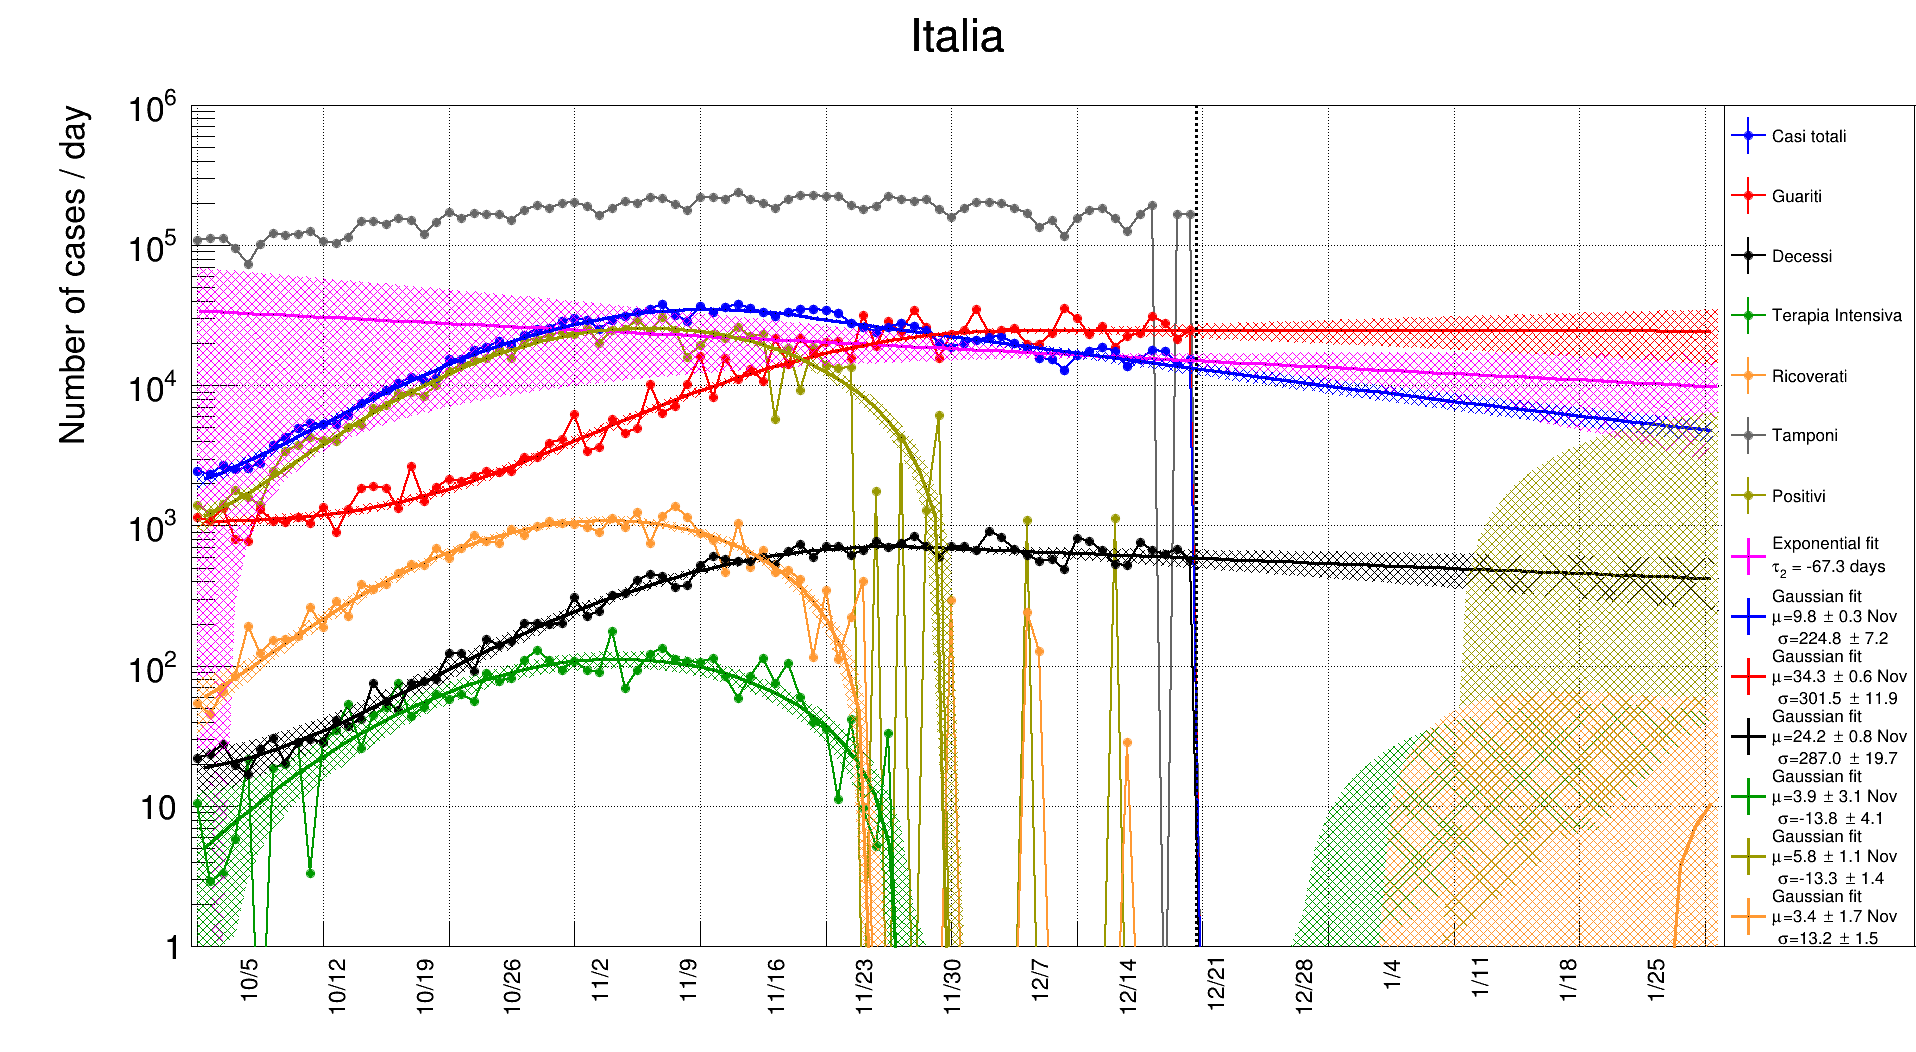 Italia
Number of cases / day
10^6
10^5
10^4
10^3
10^2
10
1
10/5 10/12 10/19 10/26 11/2 11/9 11/16 11/23 11/30 12/7 12/14 12/21 12/28 1/4 1/11 1/18 1/25
Casi totali
Guariti
Decessi
Terapia Intensiva
Ricoverati
Tamponi
Positivi
Exponential fit
τ₂ = -67.3 days
Gaussian fit
μ=9.8 ± 0.3 Nov
σ=224.8 ± 7.2
Gaussian fit
μ=34.3 ± 0.6 Nov
σ=301.5 ± 11.9
Gaussian fit
μ=24.2 ± 0.8 Nov
σ=287.0 ± 19.7
Gaussian fit
μ=3.9 ± 3.1 Nov
σ=-13.8 ± 4.1
Gaussian fit
μ=5.8 ± 1.1 Nov
σ=-13.3 ± 1.4
Gaussian fit
μ=3.4 ± 1.7 Nov
σ=13.2 ± 1.5